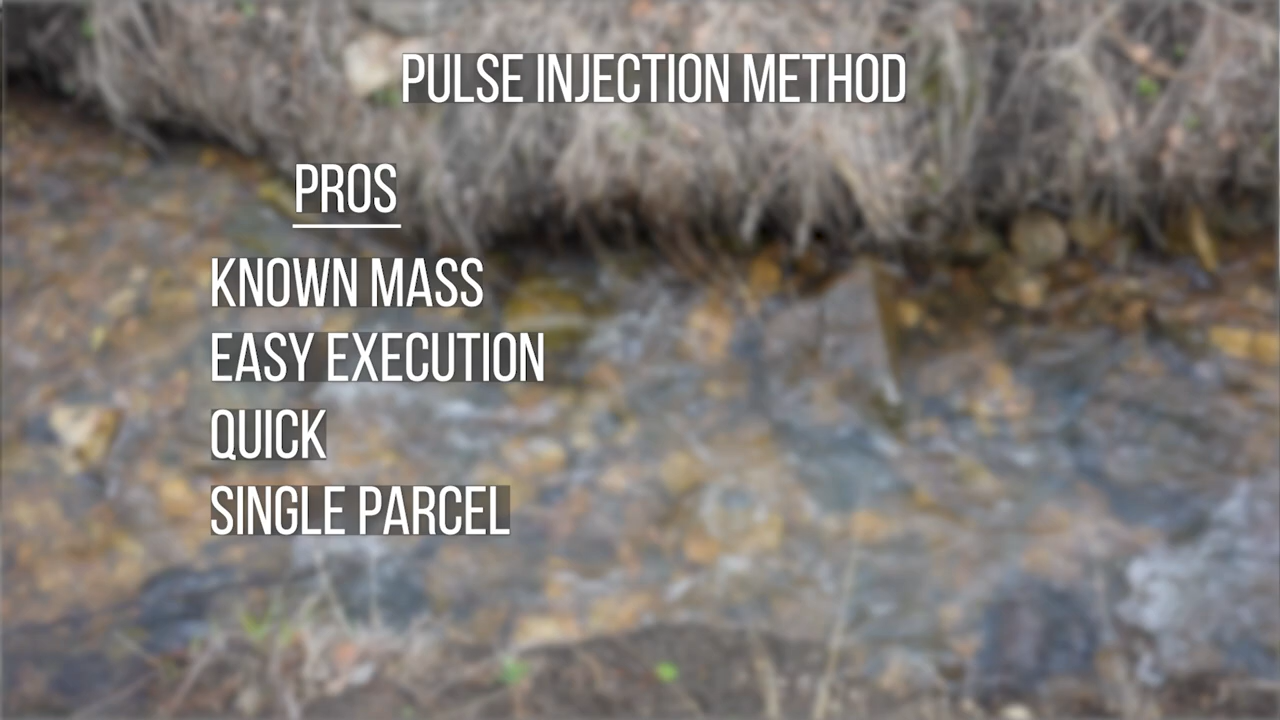 PULSE INJECTION METHOD
PROS
KNOWN MASS
EASY EXECUTION
QUICK
SINGLE PARCEL